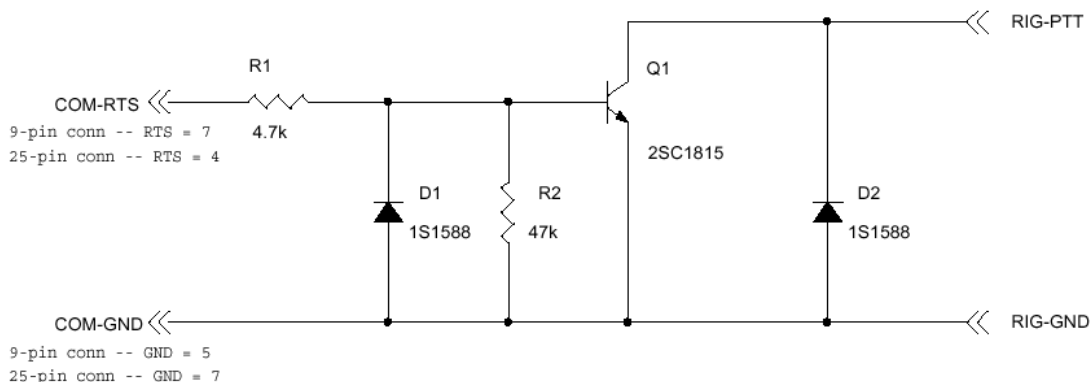 RIG-PTT
R1
Q1
COM-RTS
9-pin conn -- RTS = 7
4.7k
25-pin conn -- RTS = 4
2SC1815
D1
R2
D2
1S1588
47k
1S1588
COM-GND
RIG-GND
9-pin conn -- GND = 5
25-pin conn -- GND = 7